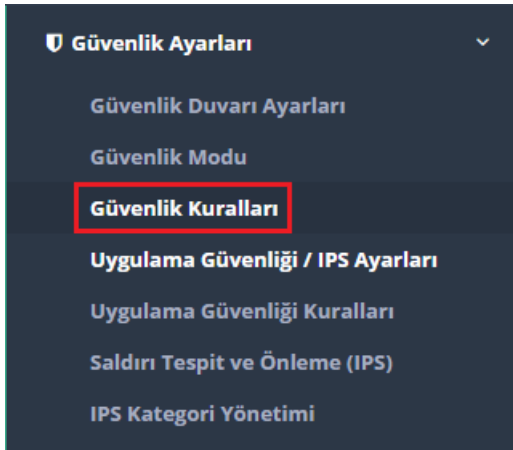 Güvenlik Ayarları
Güvenlik Duvarı Ayarları
Güvenlik Modu
Güvenlik Kuralları
Uygulama Güvenliği / IPS Ayarları
Uygulama Güvenliği Kuralları
Saldırı Tespit ve Önleme (IPS)
IPS Kategori Yönetimi